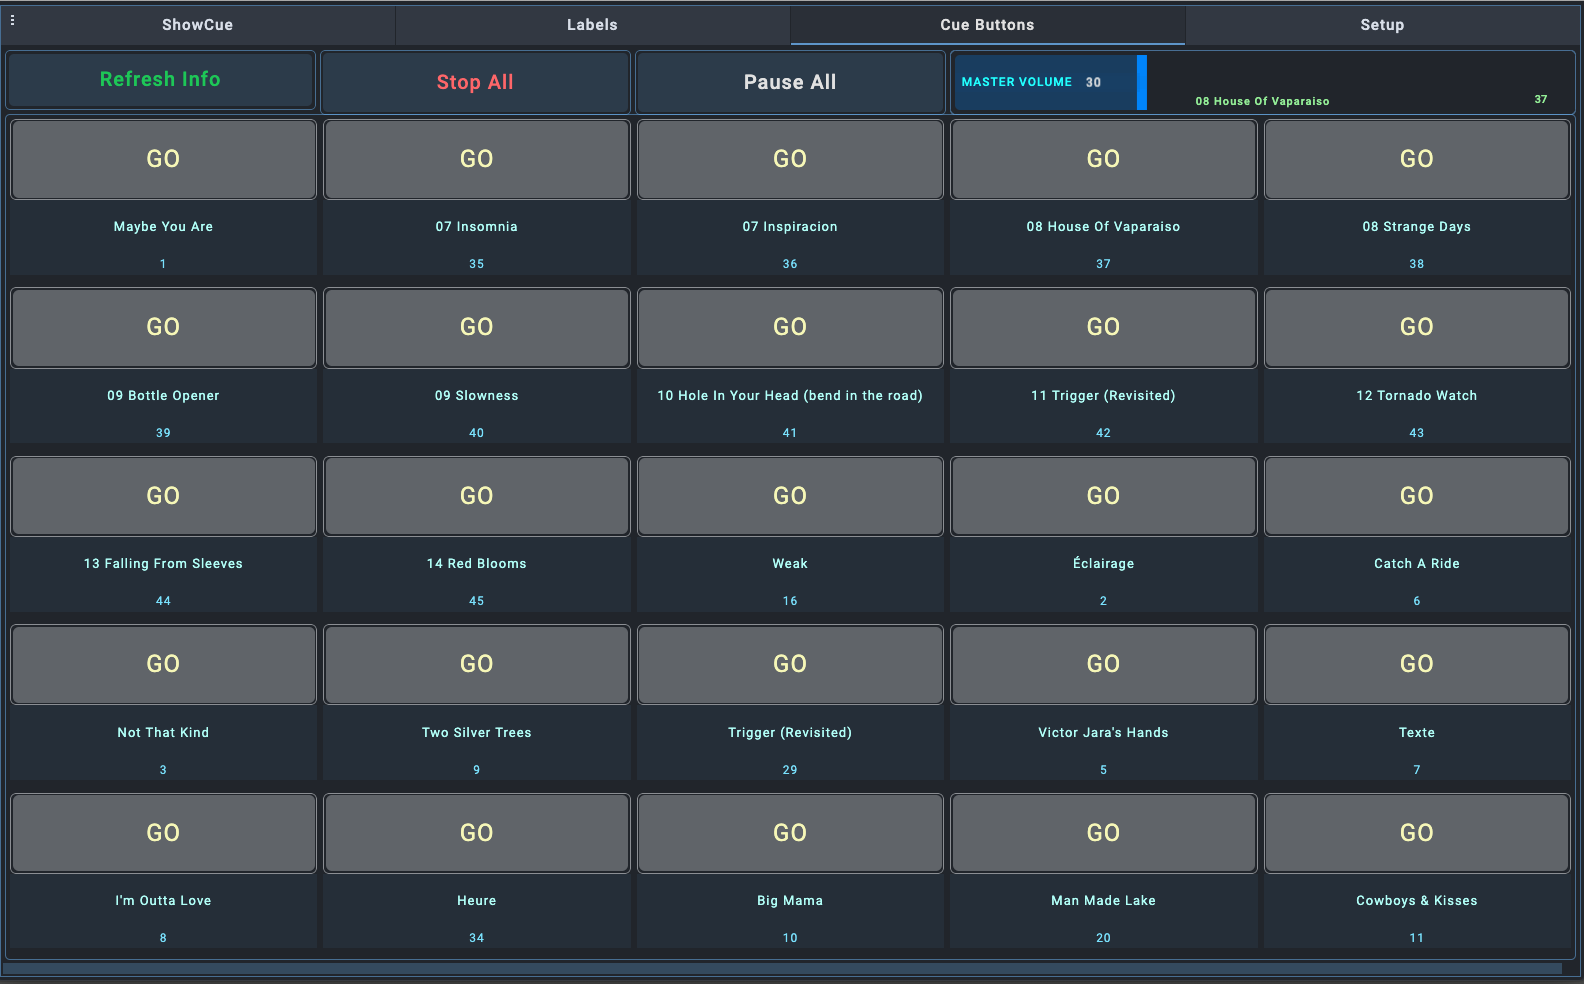 ShowCue Labels Cue Buttons Setup
Refresh Info Stop All Pause All MASTER VOLUME 30
08 House Of Vaparaiso 37
GO GO GO GO GO
Maybe You Are 07 Insomnia 07 Inspiracion 08 House Of Vaparaiso 08 Strange Days
1 35 36 37 38
GO GO GO GO GO
09 Bottle Opener 09 Slowness 10 Hole In Your Head (bend in the road) 11 Trigger (Revisited) 12 Tornado Watch
39 40 41 42 43
GO GO GO GO GO
13 Falling From Sleeves 14 Red Blooms Weak Éclairage Catch A Ride
44 45 16 2 6
GO GO GO GO GO
Not That Kind Two Silver Trees Trigger (Revisited) Victor Jara's Hands Texte
3 9 29 5 7
GO GO GO GO GO
I'm Outta Love Heure Big Mama Man Made Lake Cowboys & Kisses
8 34 10 20 11